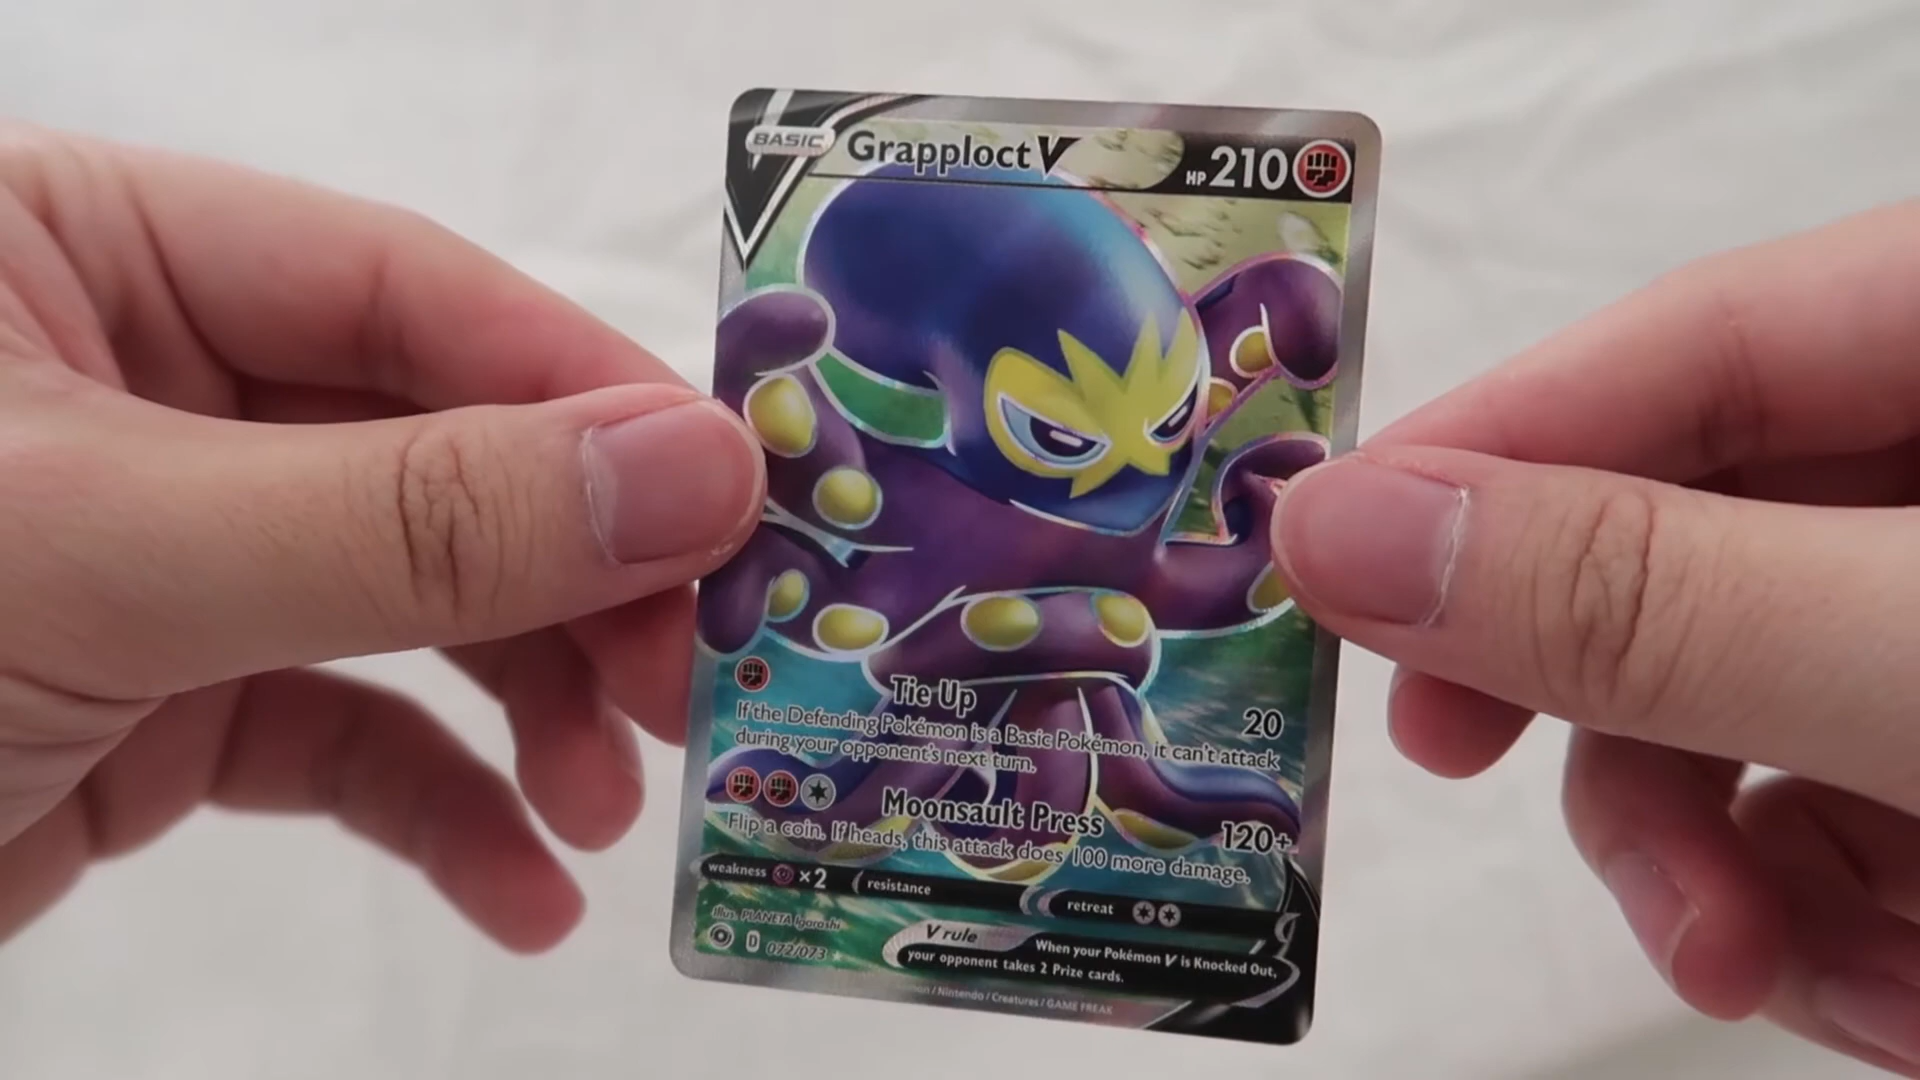 BASIC Grapploct V HP 210
Tie Up 20
If the Defending Pokémon is a Basic Pokémon, it can't attack
during your opponent's next turn.
Moonsault Press 120+
Flip a coin. If heads, this attack does 100 more damage.
weakness ×2 resistance retreat
Illus. PLANETA Igarashi
D 072/073
V rule When your Pokémon V is Knocked Out,
your opponent takes 2 Prize cards.
/ Nintendo / Creatures / GAME FREAK